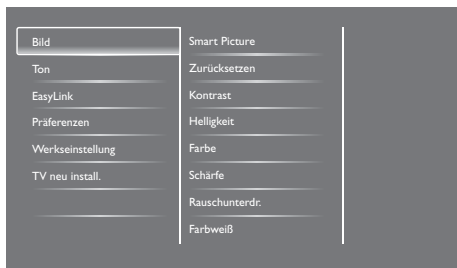 Bild
Ton
EasyLink
Präferenzen
Werkseinstellung
TV neu install.
Smart Picture
Zurücksetzen
Kontrast
Helligkeit
Farbe
Schärfe
Rauschunterdr.
Farbweiß